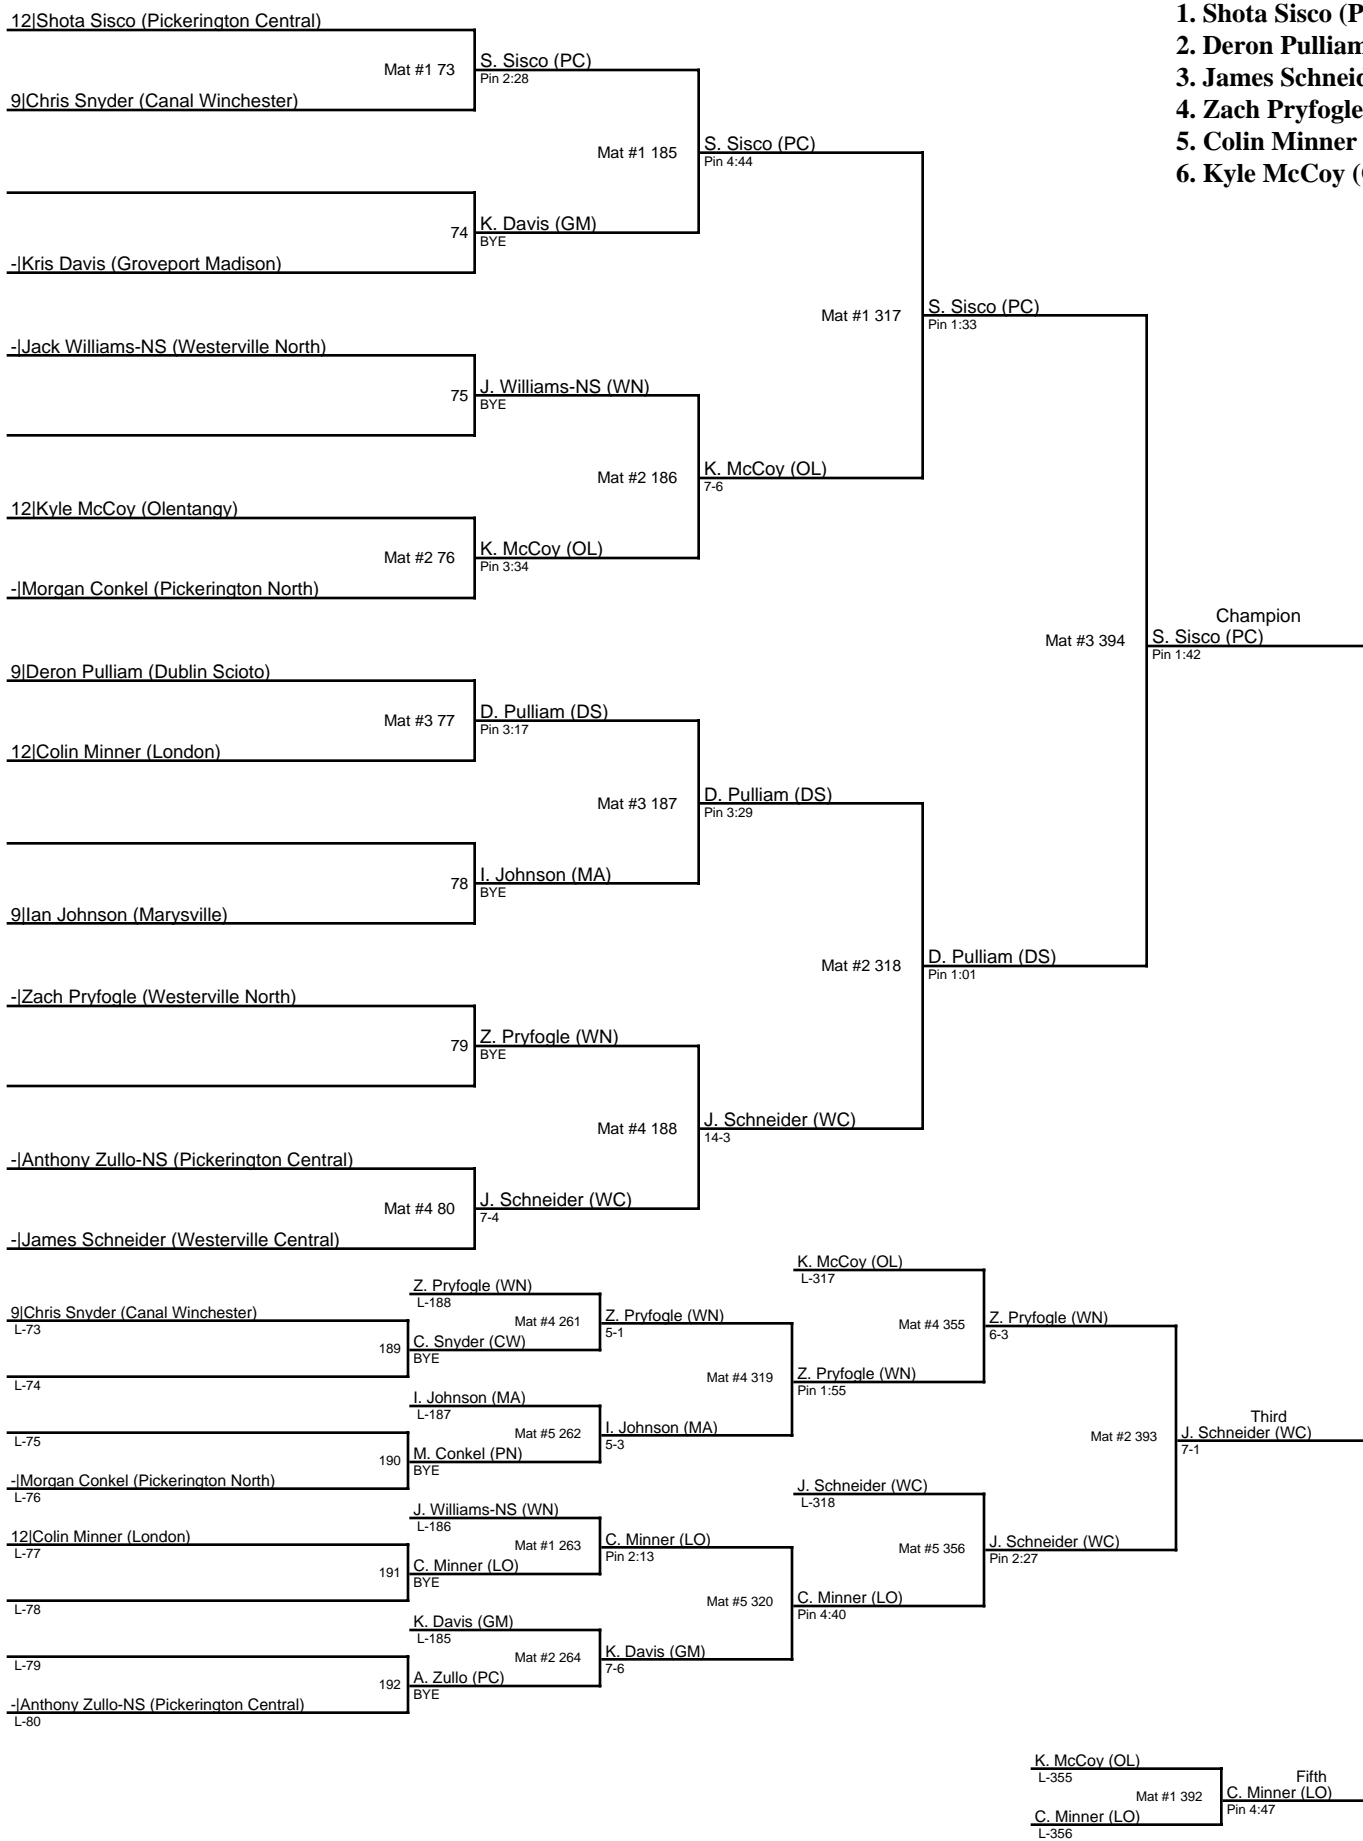 1. Shota Sisco (P
2. Deron Pulliam
3. James Schneid
4. Zach Pryfogle
5. Colin Minner
6. Kyle McCoy (
12|Shota Sisco (Pickerington Central)
Mat #1 73
S. Sisco (PC)
Pin 2:28
9|Chris Snyder (Canal Winchester)
Mat #1 185
S. Sisco (PC)
Pin 4:44
74
K. Davis (GM)
BYE
-|Kris Davis (Groveport Madison)
Mat #1 317
S. Sisco (PC)
Pin 1:33
-|Jack Williams-NS (Westerville North)
75
J. Williams-NS (WN)
BYE
Mat #2 186
K. McCoy (OL)
7-6
12|Kyle McCoy (Olentangy)
Mat #2 76
K. McCoy (OL)
Pin 3:34
-|Morgan Conkel (Pickerington North)
Champion
Mat #3 394
S. Sisco (PC)
Pin 1:42
9|Deron Pulliam (Dublin Scioto)
Mat #3 77
D. Pulliam (DS)
Pin 3:17
12|Colin Minner (London)
Mat #3 187
D. Pulliam (DS)
Pin 3:29
78
I. Johnson (MA)
BYE
9|Ian Johnson (Marysville)
Mat #2 318
D. Pulliam (DS)
Pin 1:01
-|Zach Pryfogle (Westerville North)
79
Z. Pryfogle (WN)
BYE
Mat #4 188
J. Schneider (WC)
14-3
-|Anthony Zullo-NS (Pickerington Central)
Mat #4 80
J. Schneider (WC)
7-4
-|James Schneider (Westerville Central)
K. McCoy (OL)
L-317
Z. Pryfogle (WN)
L-188
9|Chris Snyder (Canal Winchester)
L-73
Mat #4 261
Z. Pryfogle (WN)
5-1
Mat #4 355
Z. Pryfogle (WN)
6-3
189
C. Snyder (CW)
BYE
L-74
Mat #4 319
Z. Pryfogle (WN)
Pin 1:55
I. Johnson (MA)
L-187
L-75
Mat #5 262
I. Johnson (MA)
5-3
Third
Mat #2 393
J. Schneider (WC)
7-1
190
M. Conkel (PN)
BYE
-|Morgan Conkel (Pickerington North)
L-76
J. Schneider (WC)
L-318
J. Williams-NS (WN)
L-186
12|Colin Minner (London)
L-77
Mat #1 263
C. Minner (LO)
Pin 2:13
Mat #5 356
J. Schneider (WC)
Pin 2:27
191
C. Minner (LO)
BYE
L-78
Mat #5 320
C. Minner (LO)
Pin 4:40
K. Davis (GM)
L-185
L-79
Mat #2 264
K. Davis (GM)
7-6
192
A. Zullo (PC)
BYE
-|Anthony Zullo-NS (Pickerington Central)
L-80
K. McCoy (OL)
L-355
Fifth
Mat #1 392
C. Minner (LO)
Pin 4:47
C. Minner (LO)
L-356